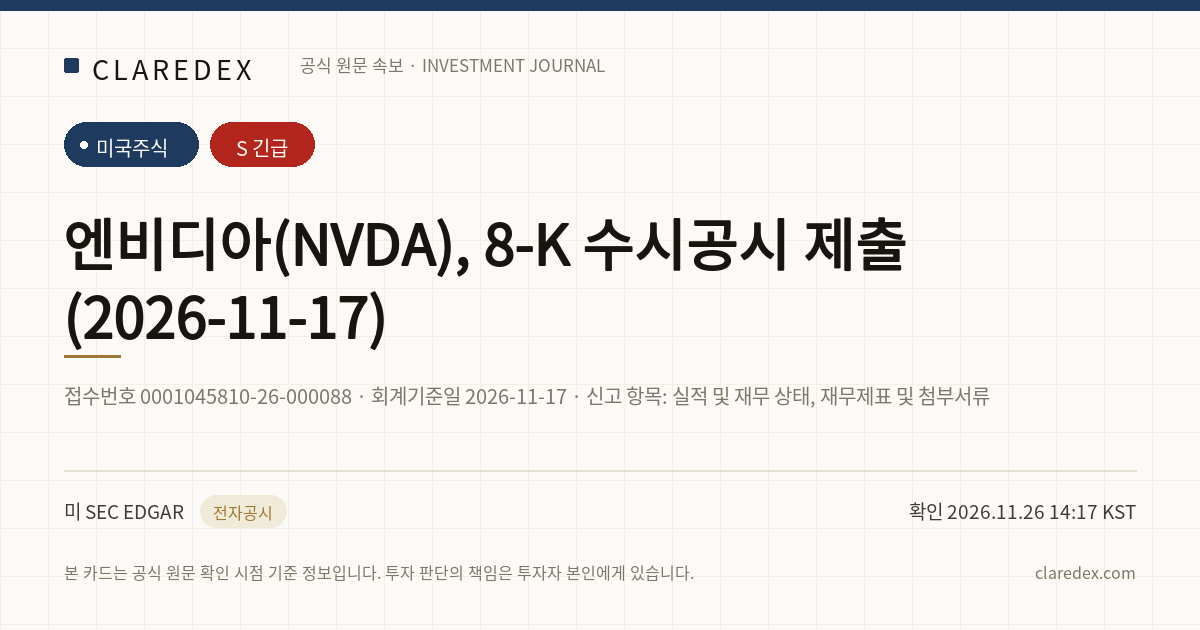 CLAREDEX 공식 원문 속보 · INVESTMENT JOURNAL
미국주식 S 긴급
엔비디아(NVDA), 8-K 수시공시 제출
(2026-11-17)
접수번호 0001045810-26-000088 · 회계기준일 2026-11-17 · 신고 항목: 실적 및 재무 상태, 재무제표 및 첨부서류
미 SEC EDGAR 전자공시 확인 2026.11.26 14:17 KST
본 카드는 공식 원문 확인 시점 기준 정보입니다. 투자 판단의 책임은 투자자 본인에게 있습니다. claredex.com